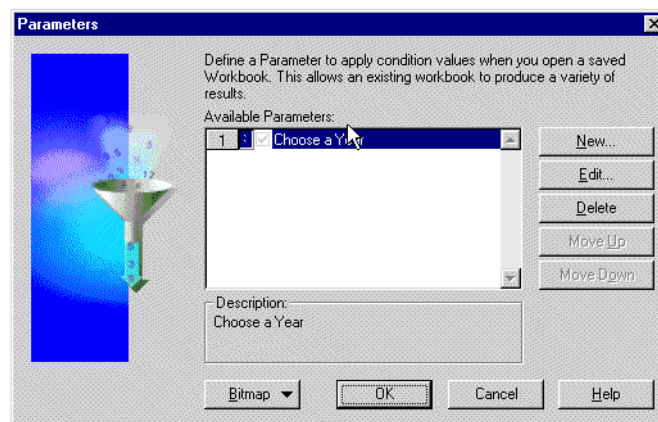 Parameters
Define a Parameter to apply condition values when you open a saved
Workbook. This allows an existing workbook to produce a variety of
results.
Available Parameters:
1 Choose a Year
New...
Edit...
Delete
Move Up
Move Down
Description:
Choose a Year
Bitmap
OK
Cancel
Help